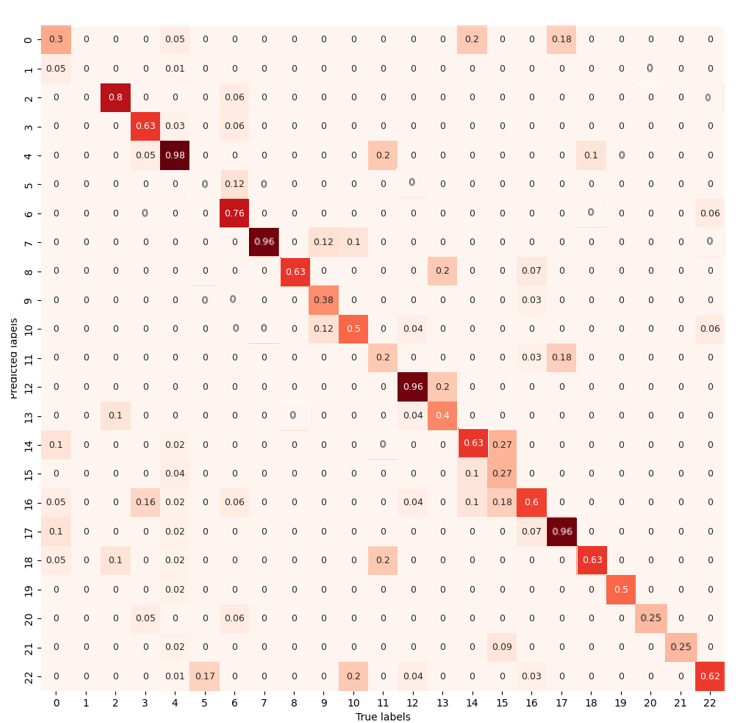 0 0.3 0 0 0 0.05 0 0 0 0 0 0 0 0 0 0.2 0 0 0.18 0 0 0 0 0
1 0.05 0 0 0 0.01 0 0 0 0 0 0 0 0 0 0 0 0 0 0 0 0 0 0
2 0 0 0.8 0 0 0 0.06 0 0 0 0 0 0 0 0 0 0 0 0 0 0 0 0
3 0 0 0 0.63 0.03 0 0.06 0 0 0 0 0 0 0 0 0 0 0 0 0 0 0 0
4 0 0 0 0.05 0.98 0 0 0 0 0 0 0.2 0 0 0 0 0 0 0.1 0 0 0 0
5 0 0 0 0 0 0 0.12 0 0 0 0 0 0 0 0 0 0 0 0 0 0 0 0
6 0 0 0 0 0 0 0.76 0 0 0 0 0 0 0 0 0 0 0 0 0 0 0 0.06
7 0 0 0 0 0 0 0 0.96 0 0.12 0.1 0 0 0 0 0 0 0 0 0 0 0 0
8 0 0 0 0 0 0 0 0 0.63 0 0 0 0 0.2 0 0 0.07 0 0 0 0 0 0
9 0 0 0 0 0 0 0 0 0 0.38 0 0 0 0 0 0 0.03 0 0 0 0 0 0
10 0 0 0 0 0 0 0 0 0 0.12 0.5 0 0.04 0 0 0 0 0 0 0 0 0 0.06
11 0 0 0 0 0 0 0 0 0 0 0 0.2 0 0 0 0 0.03 0.18 0 0 0 0 0
12 0 0 0 0 0 0 0 0 0 0 0 0 0.96 0.2 0 0 0 0 0 0 0 0 0
13 0 0 0.1 0 0 0 0 0 0 0 0 0 0.04 0.4 0 0 0 0 0 0 0 0 0
14 0.1 0 0 0 0.02 0 0 0 0 0 0 0 0 0 0.63 0.27 0 0 0 0 0 0 0
15 0 0 0 0 0.04 0 0 0 0 0 0 0 0 0 0.1 0.27 0 0 0 0 0 0 0
16 0.05 0 0 0.16 0.02 0 0.06 0 0 0 0 0 0.04 0 0.1 0.18 0.6 0 0 0 0 0 0
17 0.1 0 0 0 0.02 0 0 0 0 0 0 0 0 0 0 0 0.07 0.96 0 0 0 0 0
18 0.05 0 0.1 0 0.02 0 0 0 0 0 0 0.2 0 0 0 0 0 0 0.63 0 0 0 0
19 0 0 0 0 0.02 0 0 0 0 0 0 0 0 0 0 0 0 0 0 0.5 0 0 0
20 0 0 0 0.05 0 0 0.06 0 0 0 0 0 0 0 0 0 0 0 0 0 0.25 0 0
21 0 0 0 0 0.02 0 0 0 0 0 0 0 0 0 0 0.09 0 0 0 0 0 0.25 0
22 0 0 0 0 0.01 0.17 0 0 0 0 0.2 0 0.04 0 0 0 0.03 0 0 0 0 0 0.62
0 1 2 3 4 5 6 7 8 9 10 11 12 13 14 15 16 17 18 19 20 21 22
True labels
Predicted labels